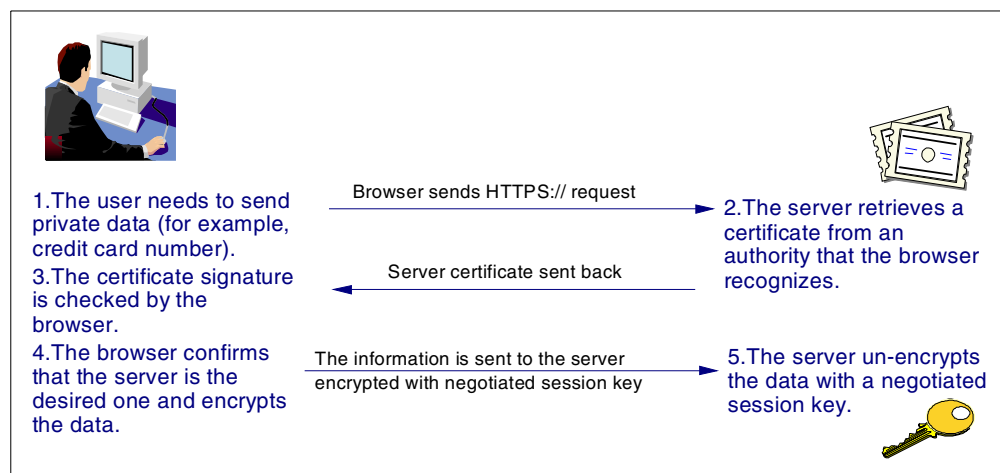 Browser sends HTTPS:// request
1.The user needs to send
private data (for example,
credit card number).
2.The server retrieves a
certificate from an
authority that the browser
recognizes.
Server certificate sent back
3.The certificate signature
is checked by the
browser.
4.The browser confirms
that the server is the
desired one and encrypts
the data.
The information is sent to the server
encrypted with negotiated session key
5.The server un-encrypts
the data with a negotiated
session key.